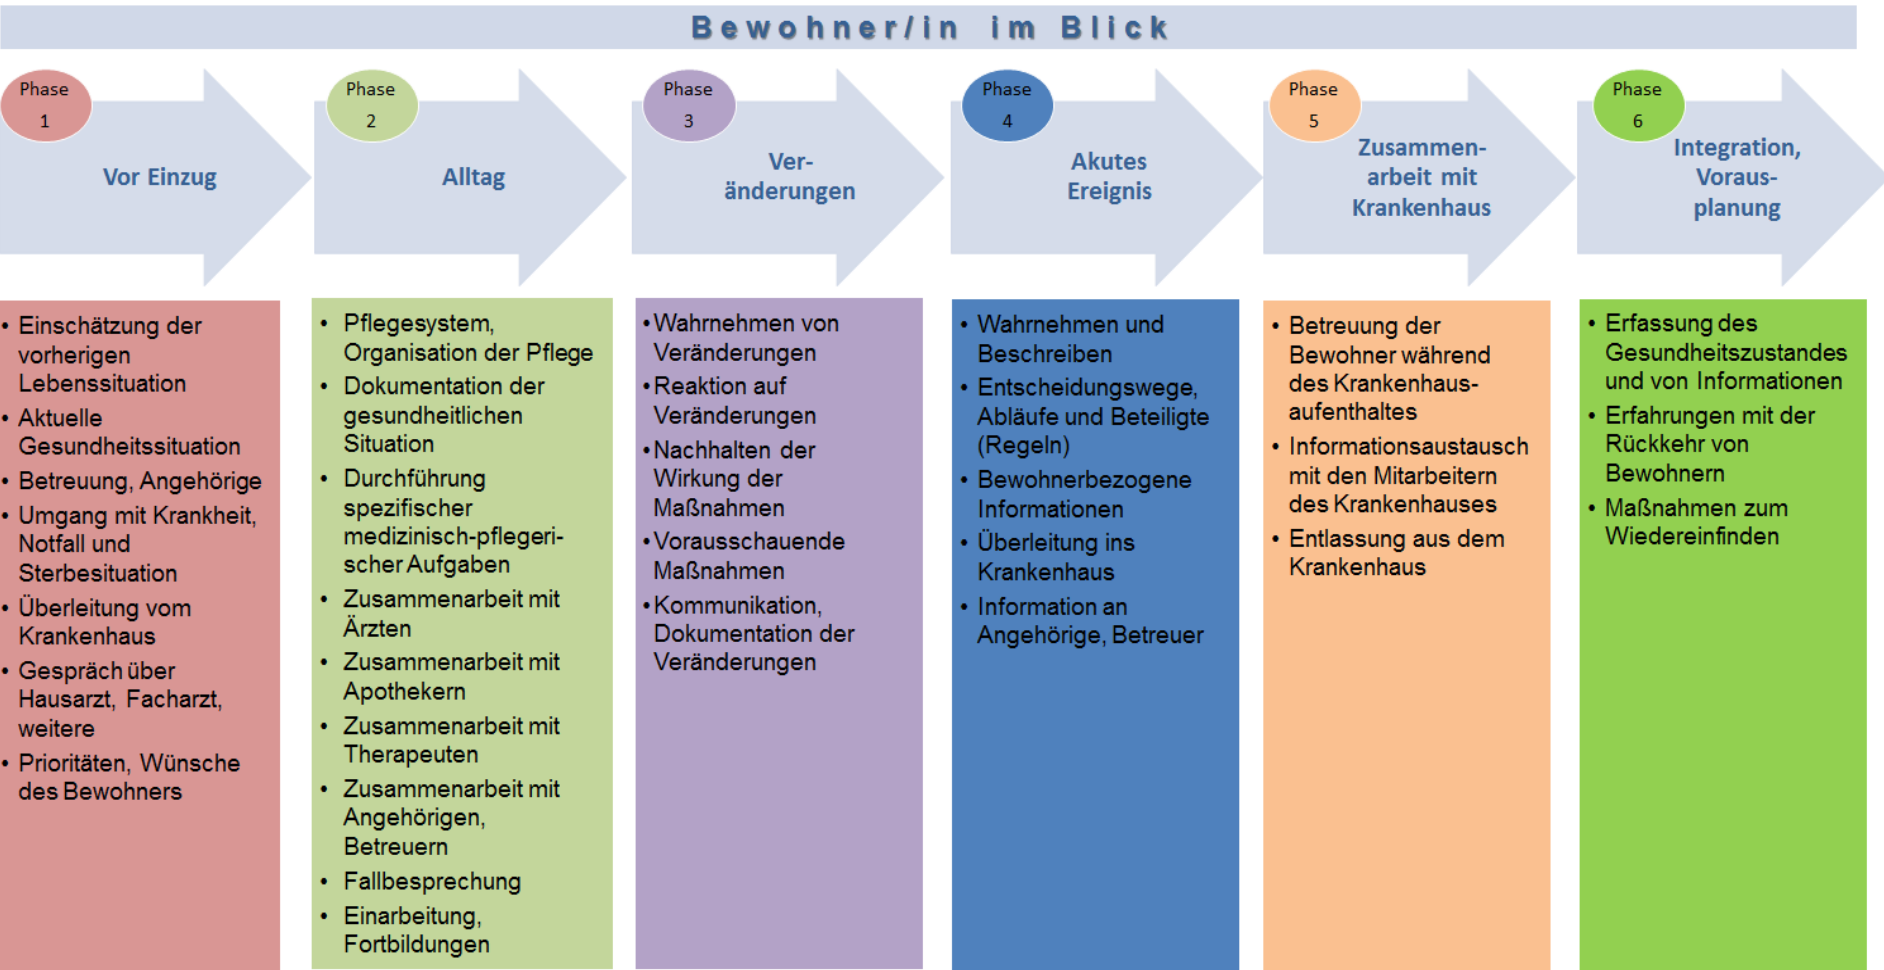 Bewohner/in im Blick
Phase
1
Vor Einzug
Phase
2
Alltag
Phase
3
Ver-
änderungen
Phase
4
Akutes
Ereignis
Phase
5
Zusammen-
arbeit mit
Krankenhaus
Phase
6
Integration,
Voraus-
planung
• Einschätzung der
vorherigen
Lebenssituation
• Aktuelle
Gesundheitssituation
• Betreuung, Angehörige
• Umgang mit Krankheit,
Notfall und
Sterbesituation
• Überleitung vom
Krankenhaus
• Gespräch über
Hausarzt, Facharzt,
weitere
• Prioritäten, Wünsche
des Bewohners
• Pflegesystem,
Organisation der Pflege
• Dokumentation der
gesundheitlichen
Situation
• Durchführung
spezifischer
medizinisch-pflegeri-
scher Aufgaben
• Zusammenarbeit mit
Ärzten
• Zusammenarbeit mit
Apothekern
• Zusammenarbeit mit
Therapeuten
• Zusammenarbeit mit
Angehörigen,
Betreuern
• Fallbesprechung
• Einarbeitung,
Fortbildungen
• Wahrnehmen von
Veränderungen
• Reaktion auf
Veränderungen
• Nachhalten der
Wirkung der
Maßnahmen
• Vorausschauende
Maßnahmen
• Kommunikation,
Dokumentation der
Veränderungen
• Wahrnehmen und
Beschreiben
• Entscheidungswege,
Abläufe und Beteiligte
(Regeln)
• Bewohnerbezogene
Informationen
• Überleitung ins
Krankenhaus
• Information an
Angehörige, Betreuer
• Betreuung der
Bewohner während
des Krankenhaus-
aufenthaltes
• Informationsaustausch
mit den Mitarbeitern
des Krankenhauses
• Entlassung aus dem
Krankenhaus
• Erfassung des
Gesundheitszustandes
und von Informationen
• Erfahrungen mit der
Rückkehr von
Bewohnern
• Maßnahmen zum
Wiedereinfinden